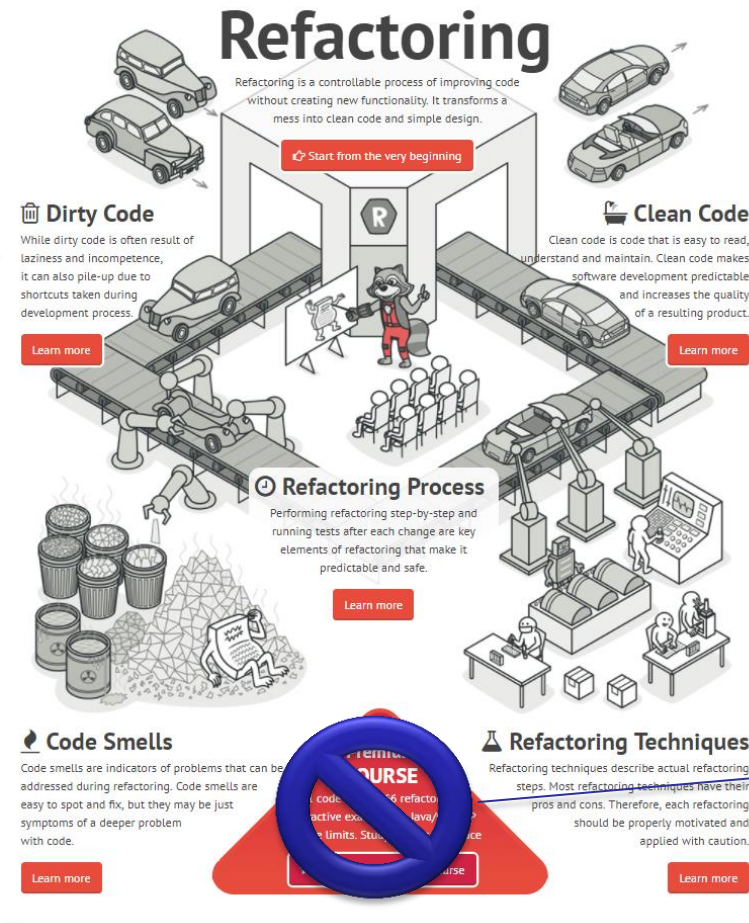 Refactoring
Refactoring is a controllable process of improving code
without creating new functionality. It transforms a
mess into clean code and simple design.
Start from the very beginning
R
Dirty Code
While dirty code is often result of
laziness and incompetence,
it can also pile-up due to
shortcuts taken during
development process.
Learn more
Clean Code
Clean code is code that is easy to read,
understand and maintain. Clean code makes
software development predictable
and increases the quality
of a resulting product.
Learn more
Refactoring Process
Performing refactoring step-by-step and
running tests after each change are key
elements of refactoring that make it
predictable and safe.
Learn more
Code Smells
Code smells are indicators of problems that can be
addressed during refactoring. Code smells are
easy to spot and fix, but they may be just
symptoms of a deeper problem
with code.
Learn more
code
limits.
Refactoring Techniques
Refactoring techniques describe actual refactoring
steps. Most refactoring techniques have their
pros and cons. Therefore, each refactoring
should be properly motivated and
applied with caution.
Learn more